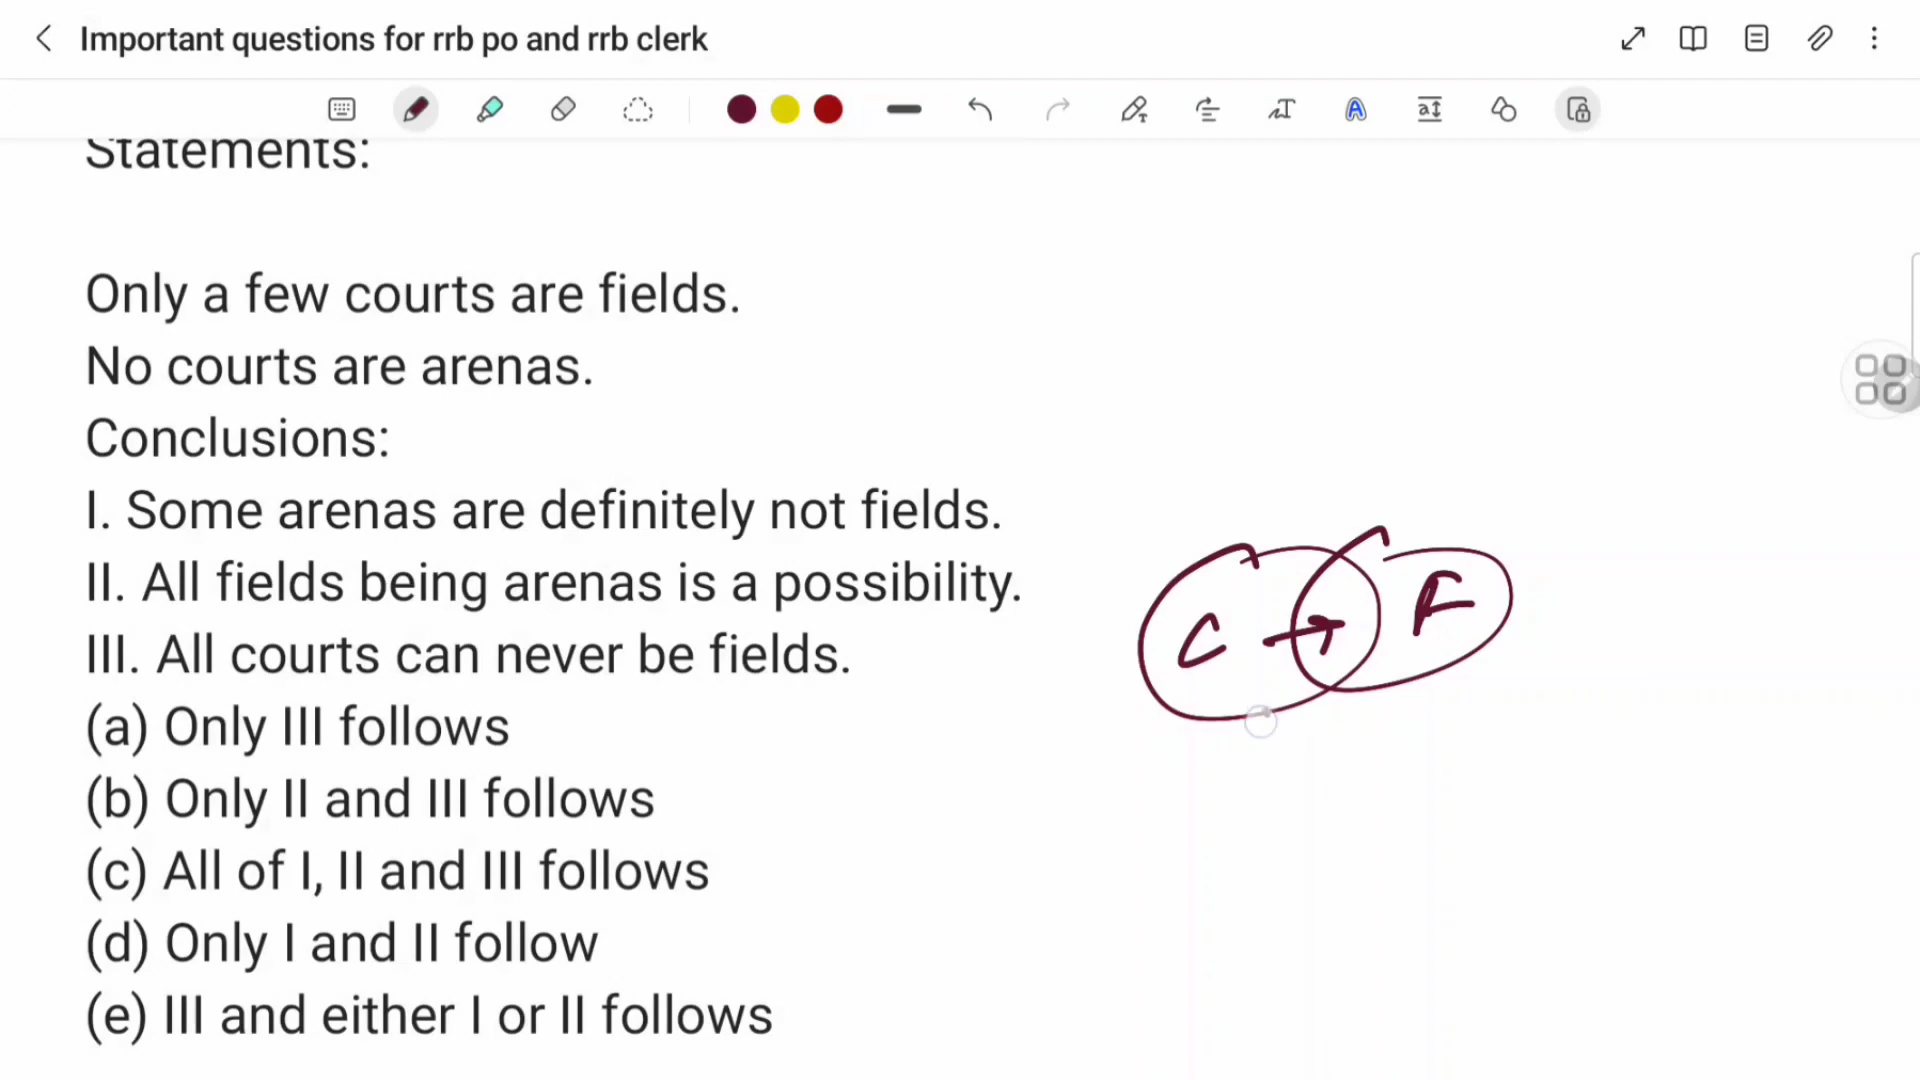 Important questions for rrb po and rrb clerk
Statements:
Only a few courts are fields.
No courts are arenas.
Conclusions:
I. Some arenas are definitely not fields.
II. All fields being arenas is a possibility.
III. All courts can never be fields.
(a) Only III follows
(b) Only II and III follows
(c) All of I, II and III follows
(d) Only I and II follow
(e) III and either I or II follows
C F